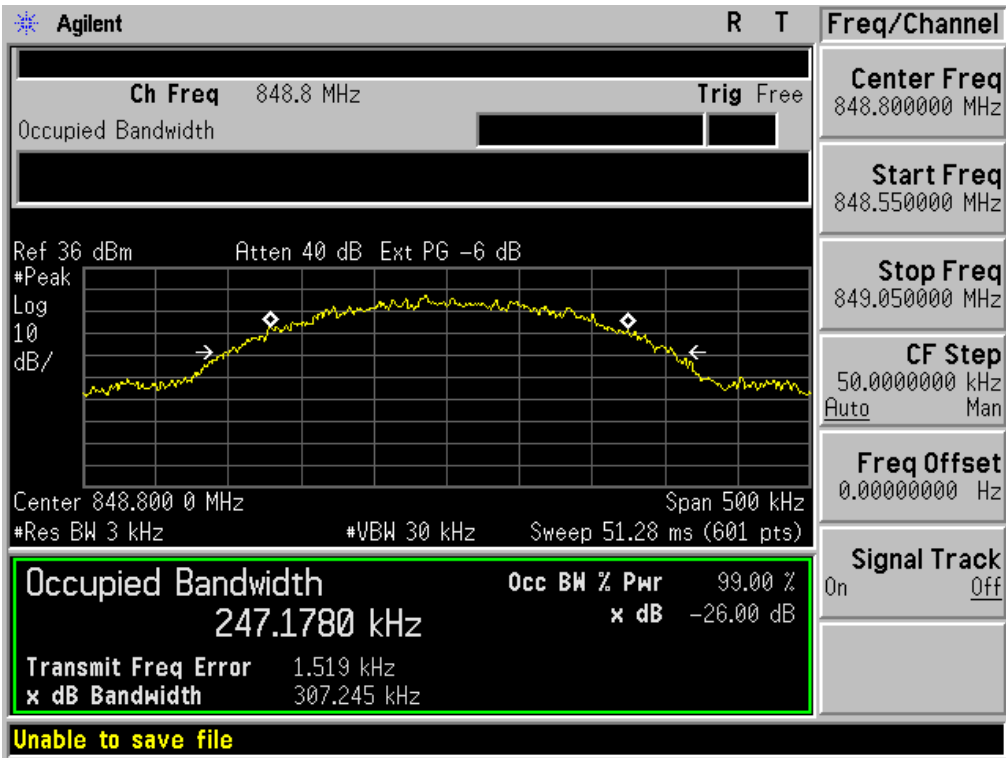 Agilent R T Freq/Channel
Ch Freq 848.8 MHz Trig Free
Occupied Bandwidth
Center Freq
848.800000 MHz
Start Freq
848.550000 MHz
Stop Freq
849.050000 MHz
CF Step
50.0000000 kHz
Auto Man
Freq Offset
0.00000000 Hz
Signal Track
On Off
Ref 36 dBm Atten 40 dB Ext PG -6 dB
#Peak
Log
10
dB/
Center 848.800 0 MHz Span 500 kHz
#Res BW 3 kHz #VBW 30 kHz Sweep 51.28 ms (601 pts)
Occupied Bandwidth Occ BW % Pwr 99.00 %
247.1780 kHz x dB -26.00 dB
Transmit Freq Error 1.519 kHz
x dB Bandwidth 307.245 kHz
Unable to save file